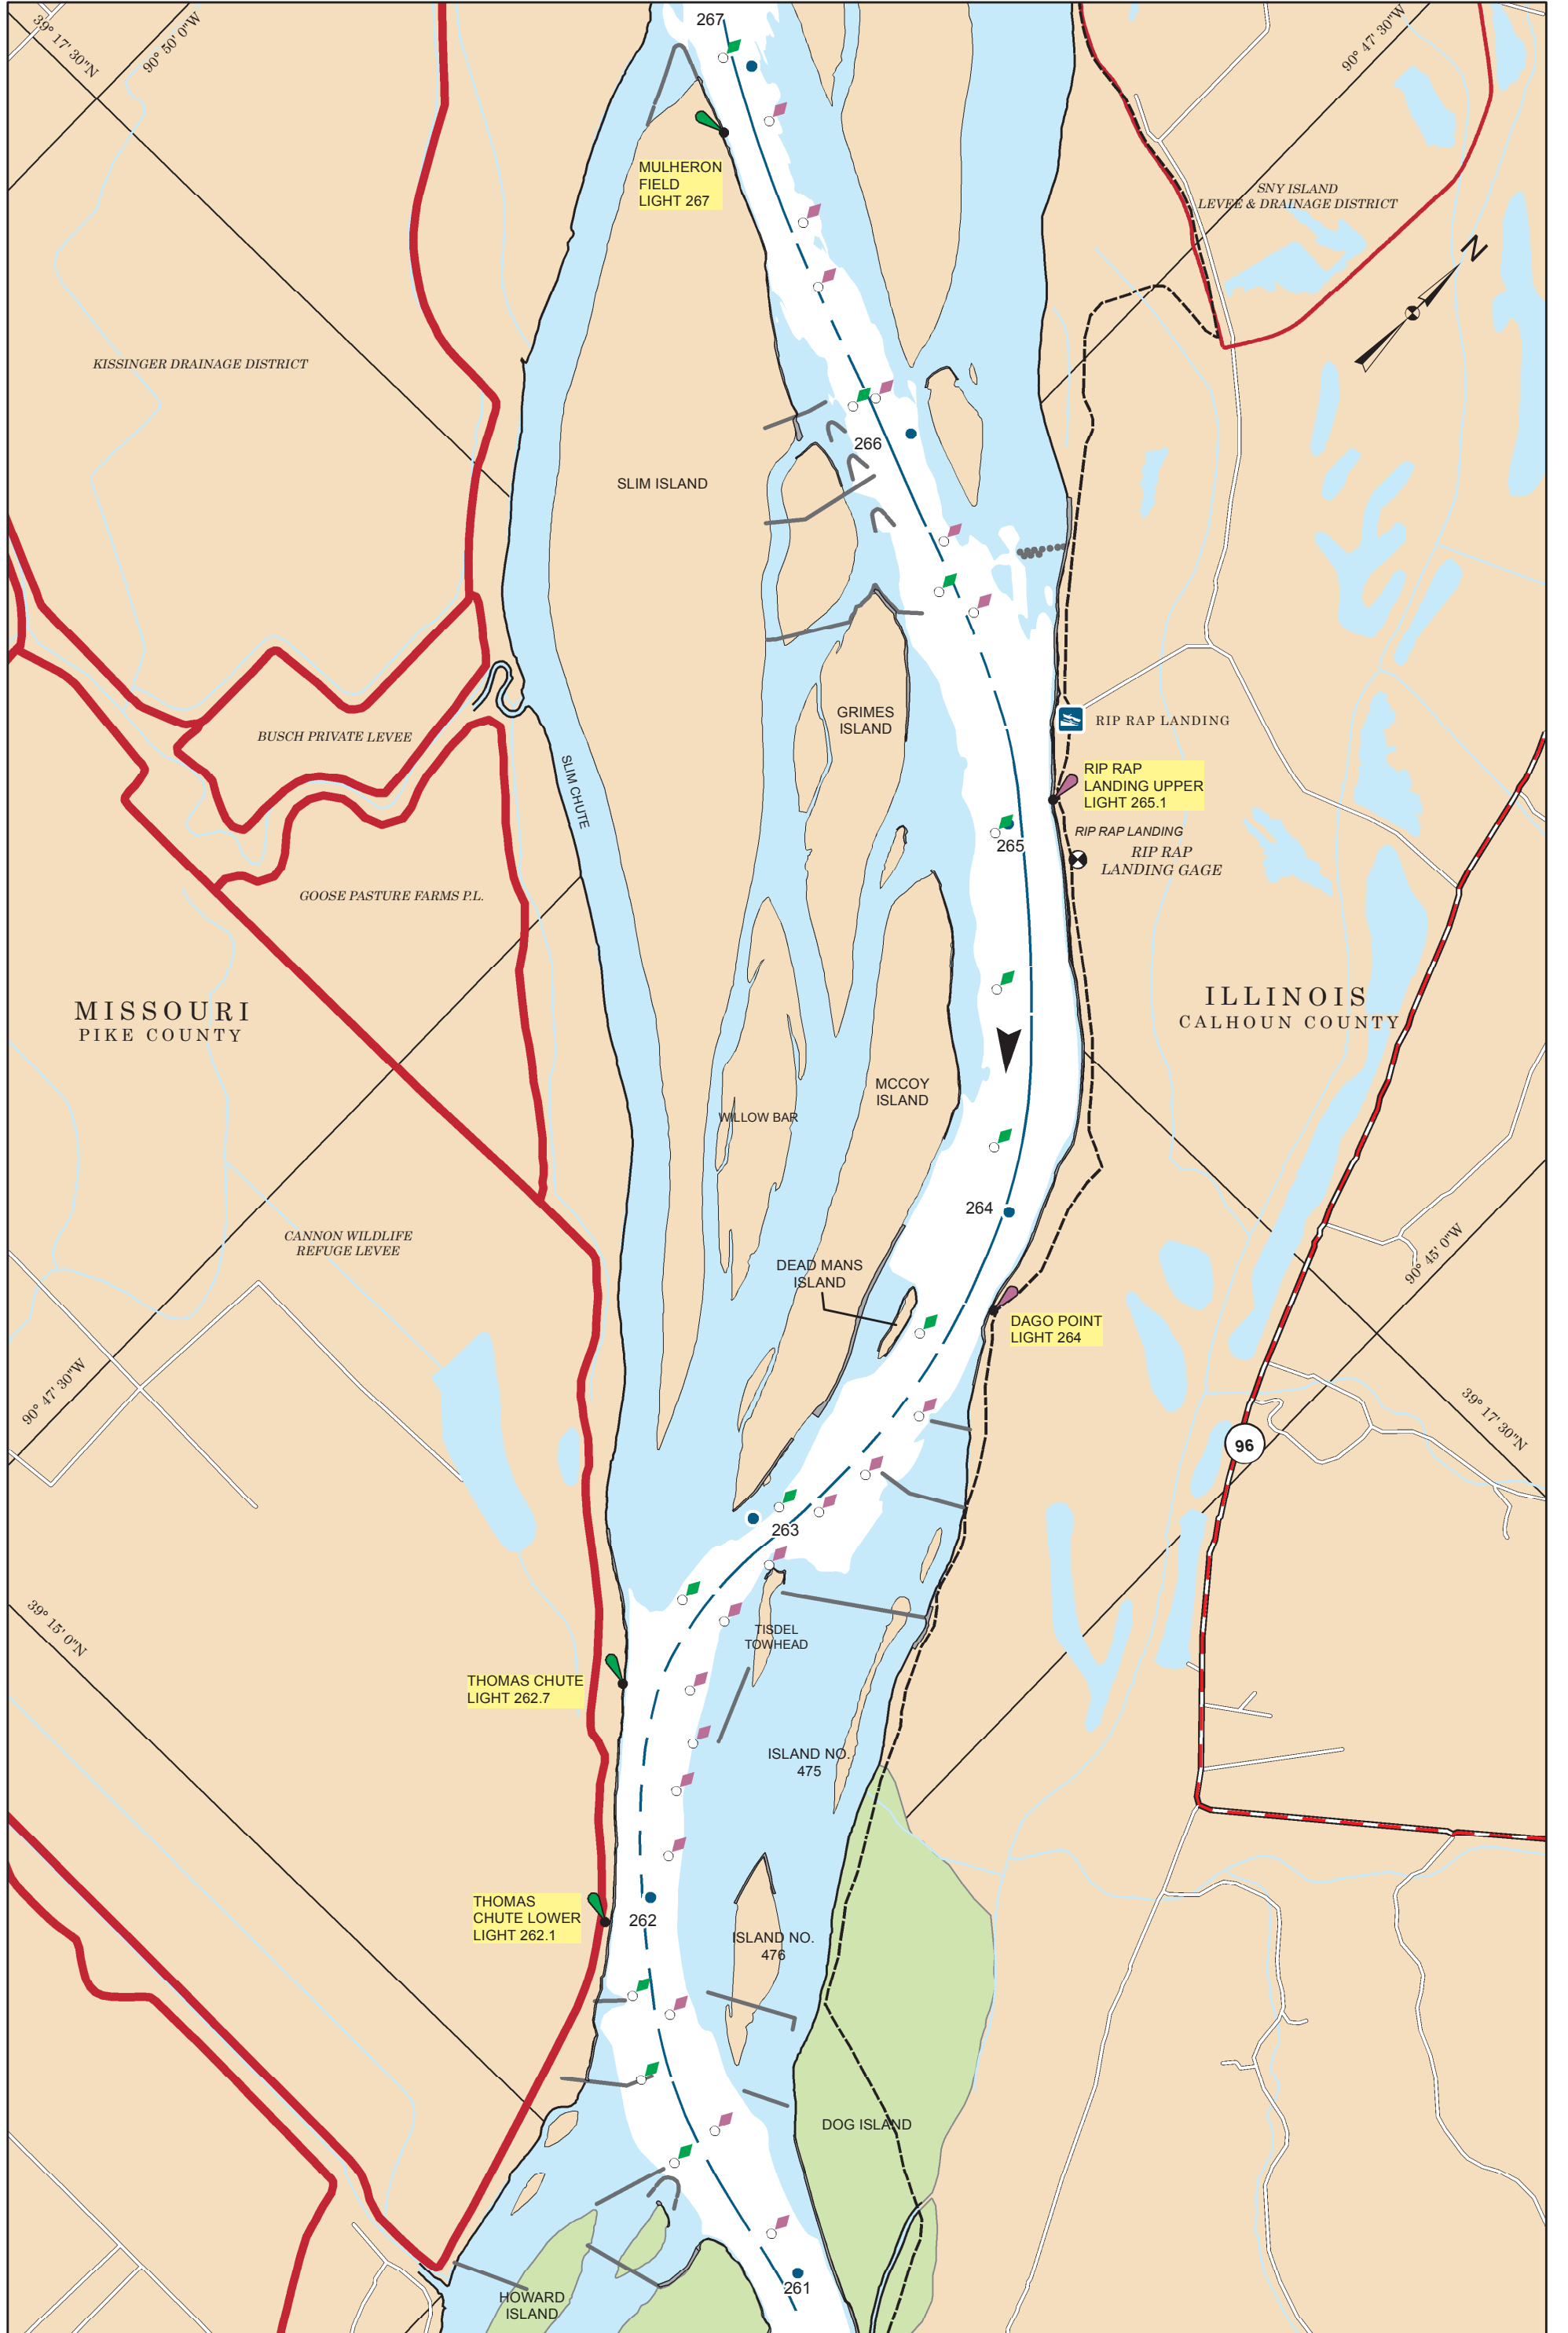 267
39° 17' 30"N
90° 50' 0"W
90° 47' 30"W
MULHERON
FIELD
LIGHT 267
SNY ISLAND
LEVEE & DRAINAGE DISTRICT
N
KISSINGER DRAINAGE DISTRICT
266
SLIM ISLAND
GRIMES
ISLAND
RIP RAP LANDING
BUSCH PRIVATE LEVEE
SLIM CHUTE
RIP RAP
LANDING UPPER
LIGHT 265.1
RIP RAP LANDING
265
RIP RAP
LANDING GAGE
GOOSE PASTURE FARMS P.L.
MISSOURI
PIKE COUNTY
ILLINOIS
CALHOUN COUNTY
MCCOY
ISLAND
WILLOW BAR
264
CANNON WILDLIFE
REFUGE LEVEE
DEAD MANS
ISLAND
90° 45' 0"W
DAGO POINT
LIGHT 264
90° 47' 30"W
39° 17' 30"N
96
263
39° 15' 0"N
TISDEL
TOWHEAD
THOMAS CHUTE
LIGHT 262.7
ISLAND NO.
475
THOMAS
CHUTE LOWER
LIGHT 262.1
262
ISLAND NO.
476
DOG ISLAND
261
HOWARD
ISLAND